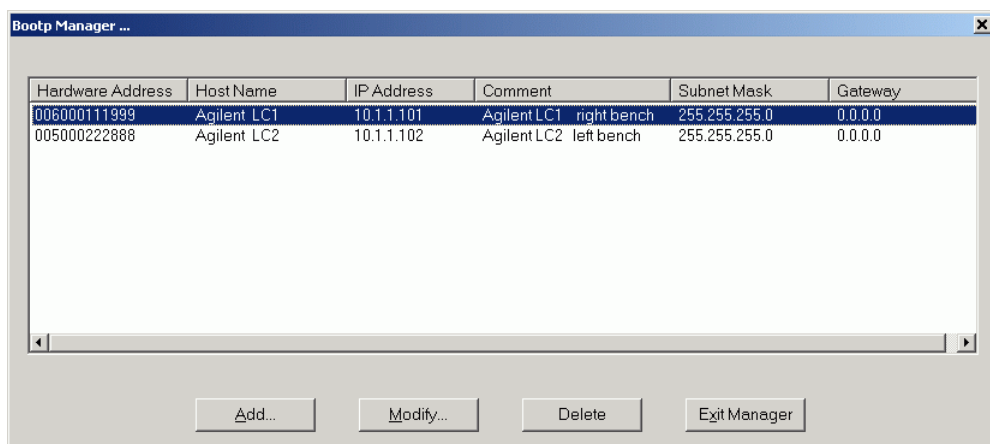 Bootp Manager ...
Hardware Address Host Name IP Address Comment Subnet Mask Gateway
006000111999 Agilent LC1 10.1.1.101 Agilent LC1 right bench 255.255.255.0 0.0.0.0
005000222888 Agilent LC2 10.1.1.102 Agilent LC2 left bench 255.255.255.0 0.0.0.0
Add... Modify... Delete Exit Manager